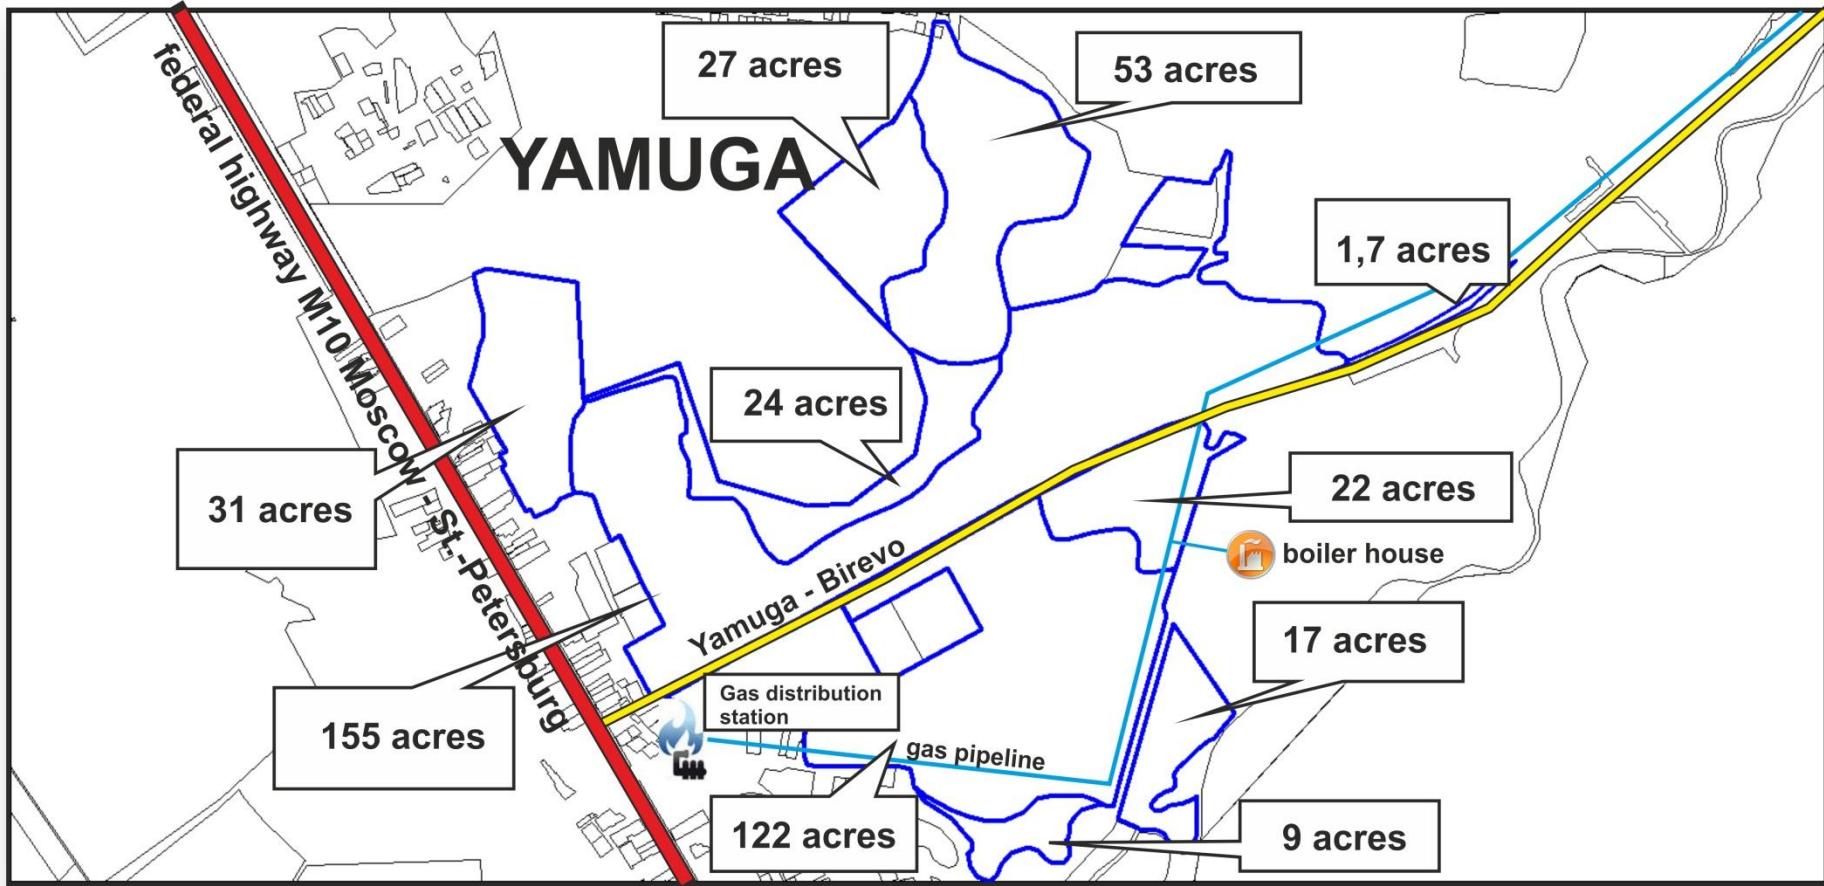 27 acres
53 acres
federal highway M10 Moscow - St.-Petersburg
YAMUGA
1,7 acres
24 acres
31 acres
22 acres
boiler house
Yamuga - Birevo
17 acres
Gas distribution
station
155 acres
gas pipeline
122 acres
9 acres